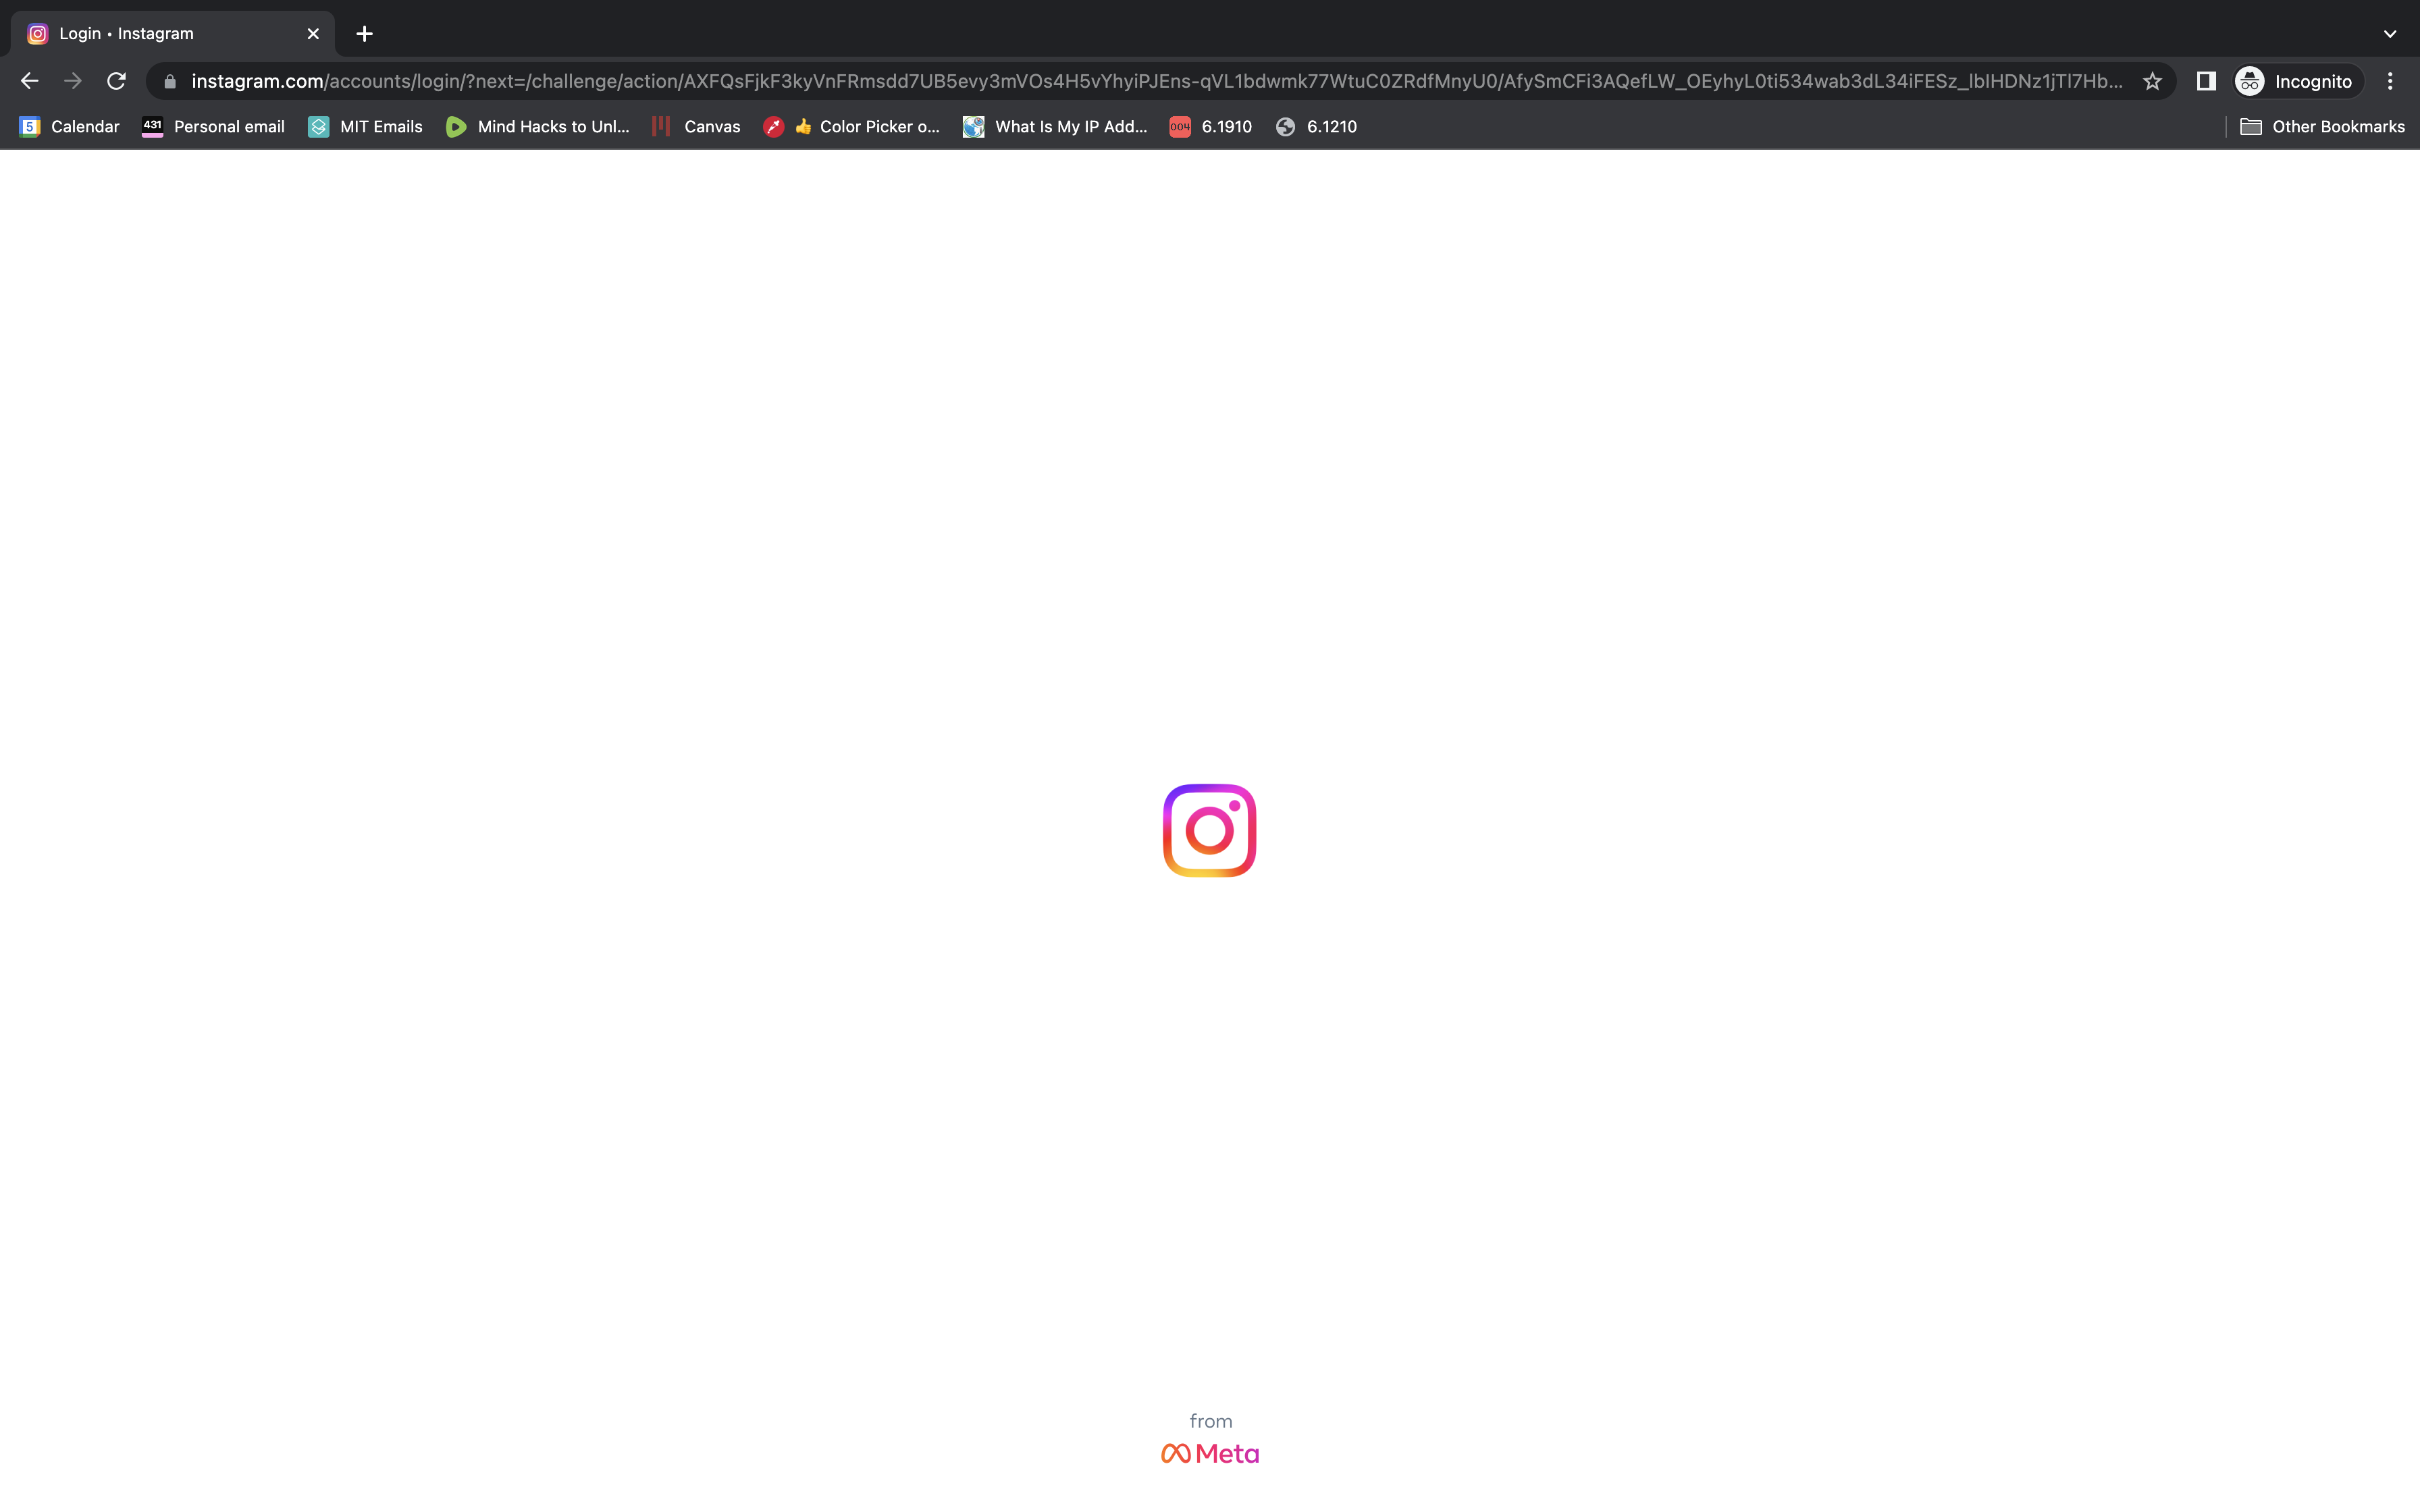 Login • Instagram
instagram.com/accounts/login/?next=/challenge/action/AXFQsFjkF3kyVnFRmsdd7UB5evy3mVOs4H5vYhyiPJEns-qVL1bdwmk77WtuC0ZRdfMnyU0/AfySmCFi3AQefLW_OEyhyL0ti534wab3dL34iFESz_lblHDNz1jTl7Hb...
Incognito
5 Calendar 431 Personal email MIT Emails Mind Hacks to Unl... Canvas 👍 Color Picker o... What Is My IP Add... 004 6.1910 6.1210 Other Bookmarks
from
Meta